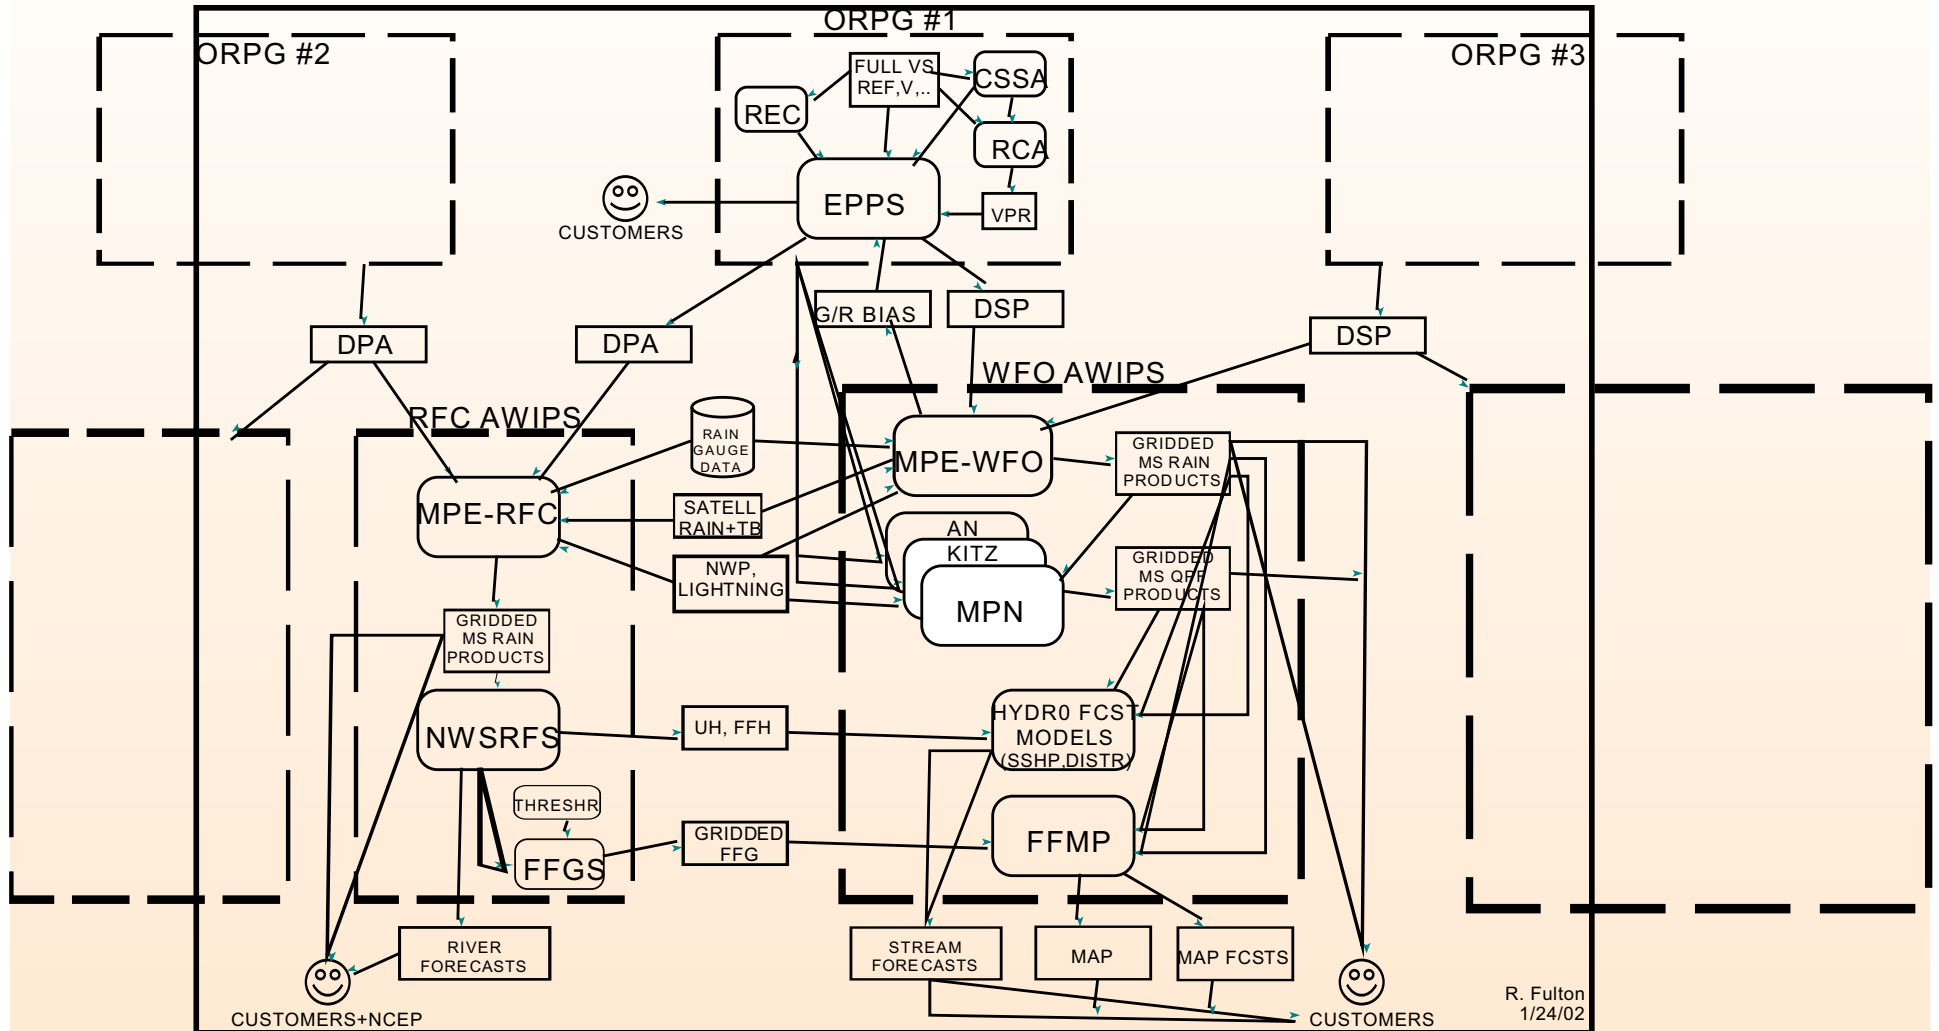 ORPG #1
ORPG #2
ORPG #3
FULL VS
REF,V,..
CSSA
REC
RCA
EPPS
VPR
CUSTOMERS
G/R BIAS
DSP
DPA
DPA
DSP
WFO AWIPS
RFC AWIPS
RAIN
GAUGE
DATA
MPE-WFO
GRIDDED
MS RAIN
PRODUCTS
MPE-RFC
SATELL
RAIN+TB
AN
KITZ
MPN
NWP,
LIGHTNING
GRIDDED
MS QPF
PRODUCTS
GRIDDED
MS RAIN
PRODUCTS
NWSRFS
UH, FFH
HYDR0 FCST
MODELS
(SSHP,DISTR)
THRESHR
FFGS
GRIDDED
FFG
FFMP
RIVER
FORECASTS
STREAM
FORECASTS
MAP
MAP FCSTS
CUSTOMERS+NCEP
CUSTOMERS
R. Fulton
1/24/02